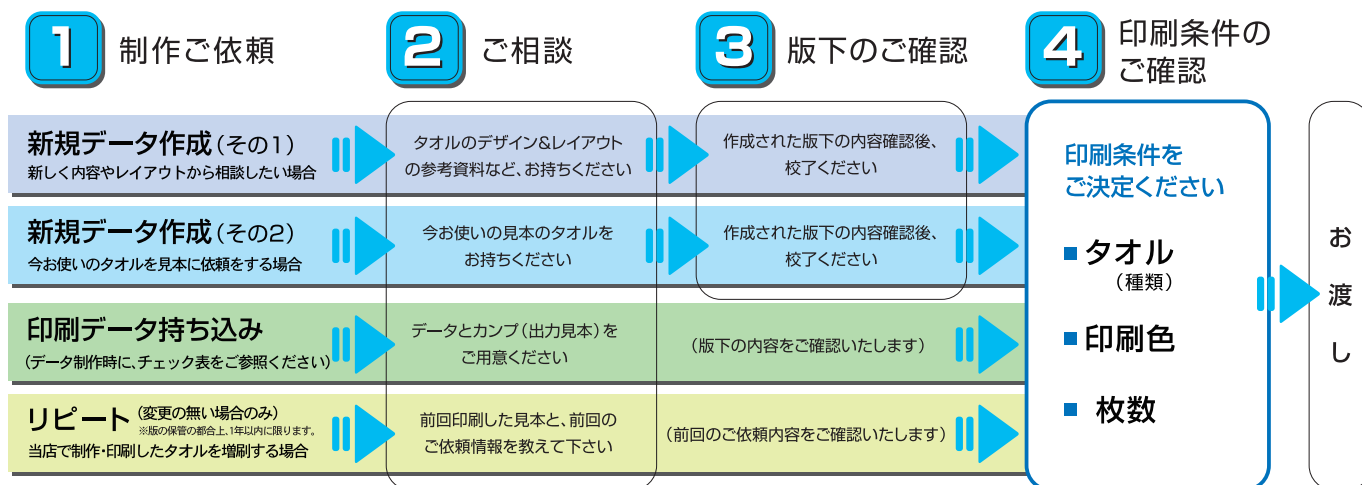 1 制作ご依頼
2 ご相談
3 版下のご確認
4 印刷条件の
ご確認
新規データ作成(その1)
新しく内容やレイアウトから相談したい場合
タオルのデザイン&レイアウト
の参考資料など、お持ちください
作成された版下の内容確認後、
校了ください
新規データ作成(その2)
今お使いのタオルを見本に依頼をする場合
今お使いの見本のタオルを
お持ちください
作成された版下の内容確認後、
校了ください
印刷データ持ち込み
(データ制作時に、チェック表をご参照ください)
データとカンプ(出力見本)を
ご用意ください
(版下の内容をご確認いたします)
リピート(変更の無い場合のみ)
※版の保管の都合上、1年以内に限ります。
当店で制作・印刷したタオルを増刷する場合
前回印刷した見本と、前回の
ご依頼情報を教えて下さい
(前回のご依頼内容をご確認いたします)
印刷条件を
ご決定ください
■タオル
(種類)
■印刷色
■枚数
お渡し